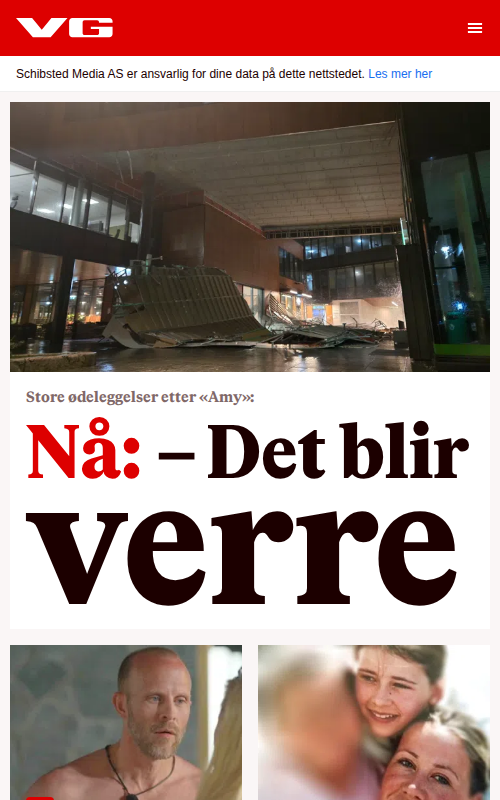 VG
Schibsted Media AS er ansvarlig for dine data på dette nettstedet. Les mer her
Store ødeleggelser etter «Amy»:
Nå: – Det blir
verre